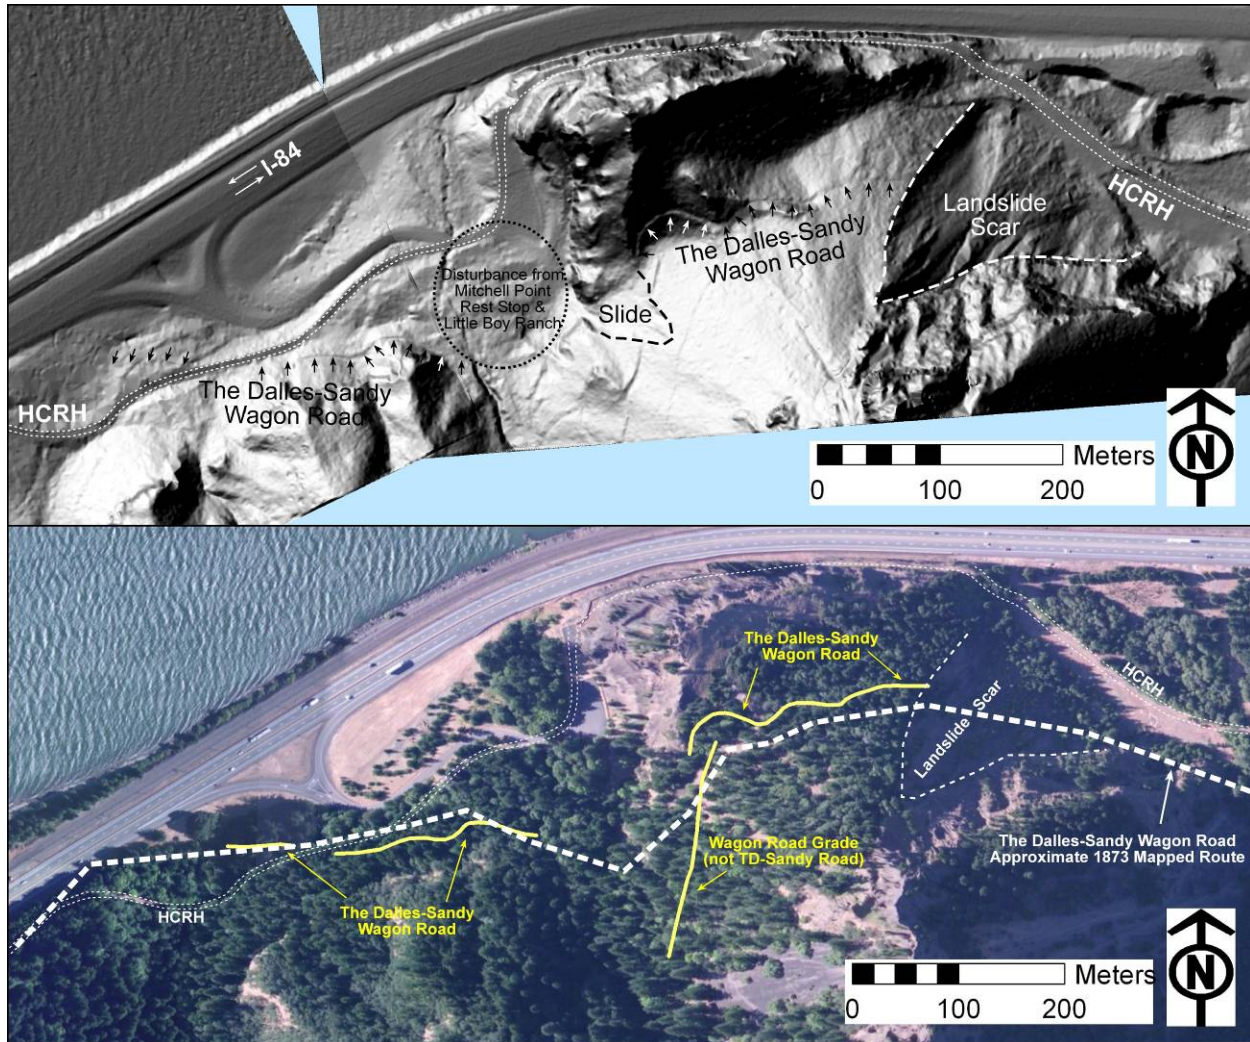 I-84
HCRH
Landslide
Scar
The Dalles-Sandy
Wagon Road
Disturbance from
Mitchell Point
Rest Stop &
Little Boy Ranch
Slide
The Dalles-Sandy
Wagon Road
HCRH
N
Meters
0 100 200
The Dalles-Sandy
Wagon Road
HCRH
Landslide Scar
Wagon Road Grade
(not TD-Sandy Road)
The Dalles-Sandy Wagon Road
Approximate 1873 Mapped Route
The Dalles-Sandy
Wagon Road
HCRH
N
Meters
0 100 200